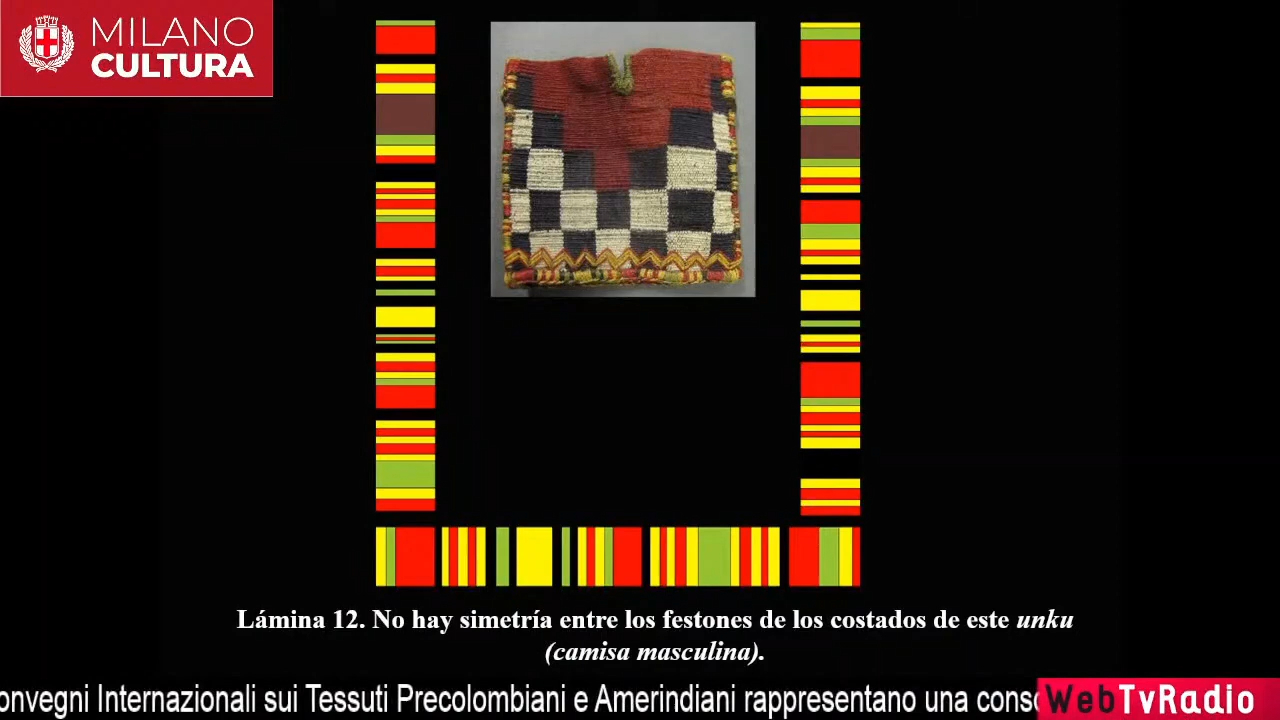 MILANO
CULTURA
Lámina 12. No hay simetría entre los festones de los costados de este unku
(camisa masculina).
onvegni Internazionali sui Tessuti Precolombiani e Amerindiani rappresentano una
WebTvRadio